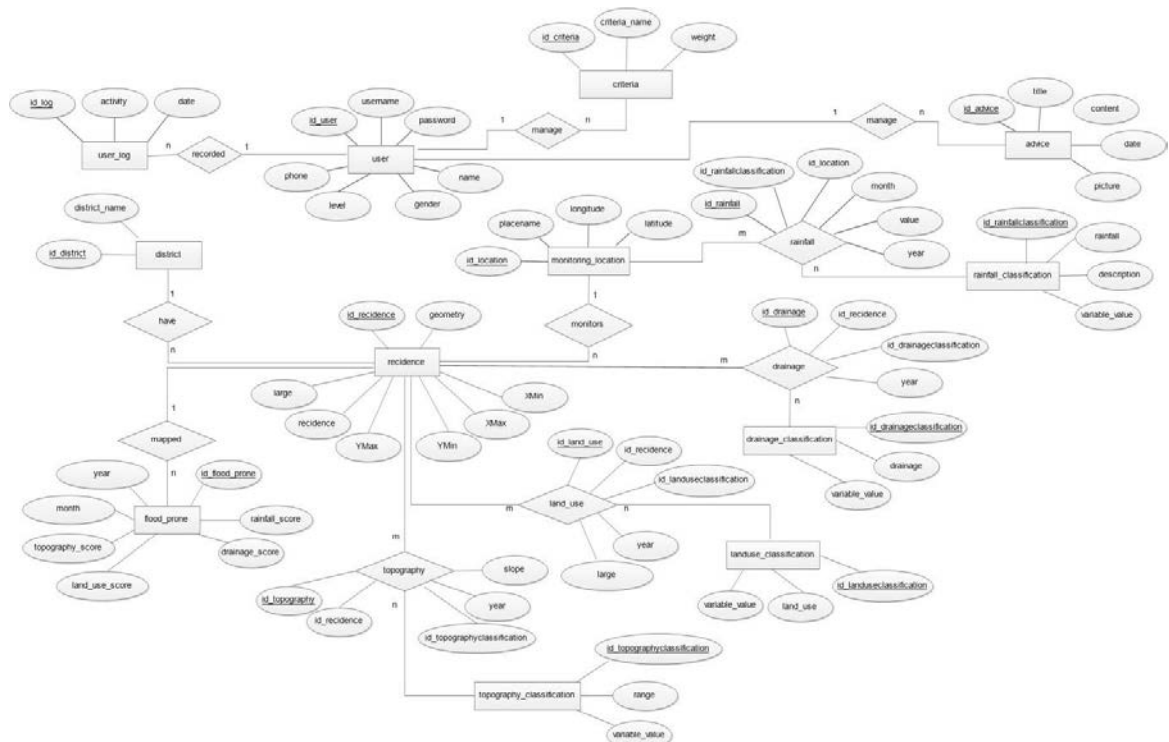 criteria_name
id_criteria
weight
criteria
id_log
activity
date
username
id_user
password
user_log
n
recorded
1
user
1
manage
n
phone
name
level
gender
1
manage
n
id_advice
title
content
advice
date
picture
district_name
id_district
district
1
have
n
placename
longitude
latitude
id_location
monitoring_location
1
monitors
n
id_rainfallclassification
id_location
id_rainfall
month
value
year
m
rainfall
n
id_rainfallclassification
rainfall
description
rainfall_classification
variable_value
id_recidence
geometry
recidence
large
recidence
YMax
YMin
XMax
XMin
1
mapped
n
year
id_flood_prone
month
flood_prone
rainfall_score
topography_score
drainage_score
land_use_score
id_drainage
id_recidence
id_drainageclassification
m
drainage
year
n
id_drainageclassification
drainage_classification
drainage
variable_value
id_land_use
id_recidence
id_landuseclassification
m
land_use
n
year
large
landuse_classification
id_landuseclassification
variable_value
land_use
m
topography
slope
id_topography
year
n
id_recidence
id_topographyclassification
id_topographyclassification
topography_classification
range
variable_value